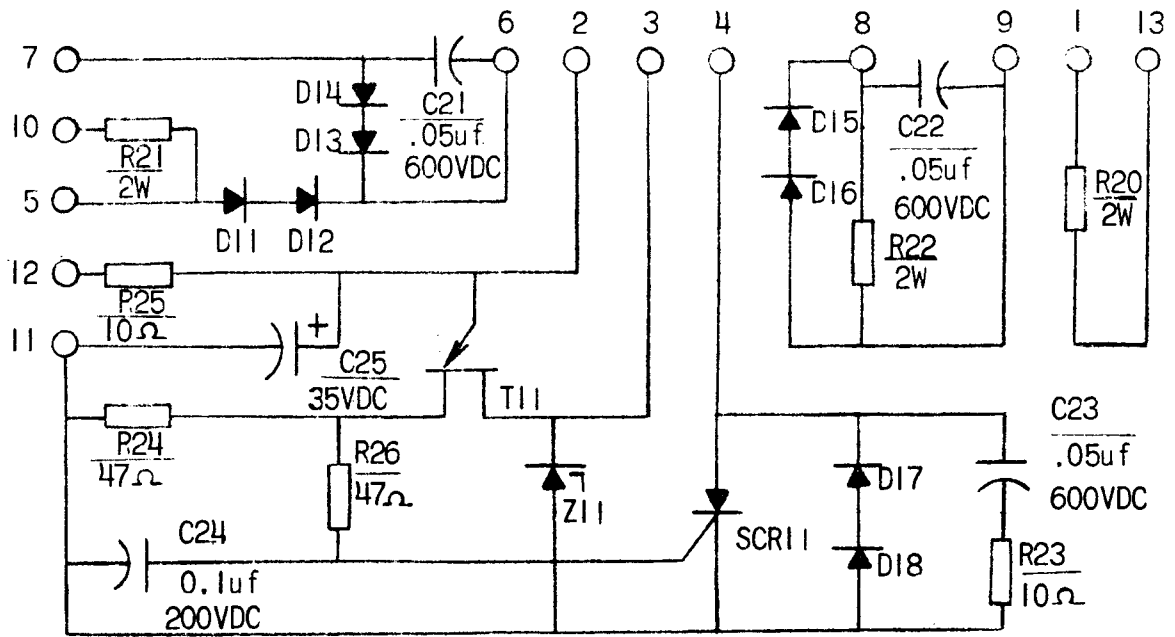 6 2 3 4 8 9 1 13
7
D14
C21
.05uf
600VDC
10
D13
R21
2W
5
D11 D12
D15
C22
.05uf
600VDC
D16
R20
2W
R22
2W
12
R25
10Ω
11
+
C25
35VDC
T11
R24
47Ω
R26
47Ω
Z11
C23
.05uf
600VDC
D17
SCR11
D18
R23
10Ω
C24
0.1uf
200VDC